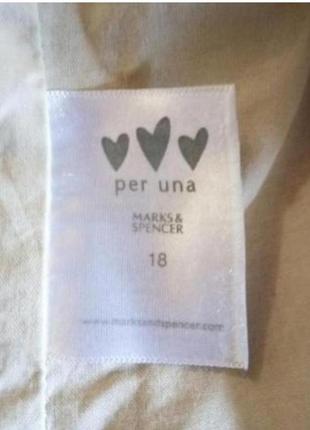 per una
MARKS&
SPENCER
18
www.marksandspencer.com